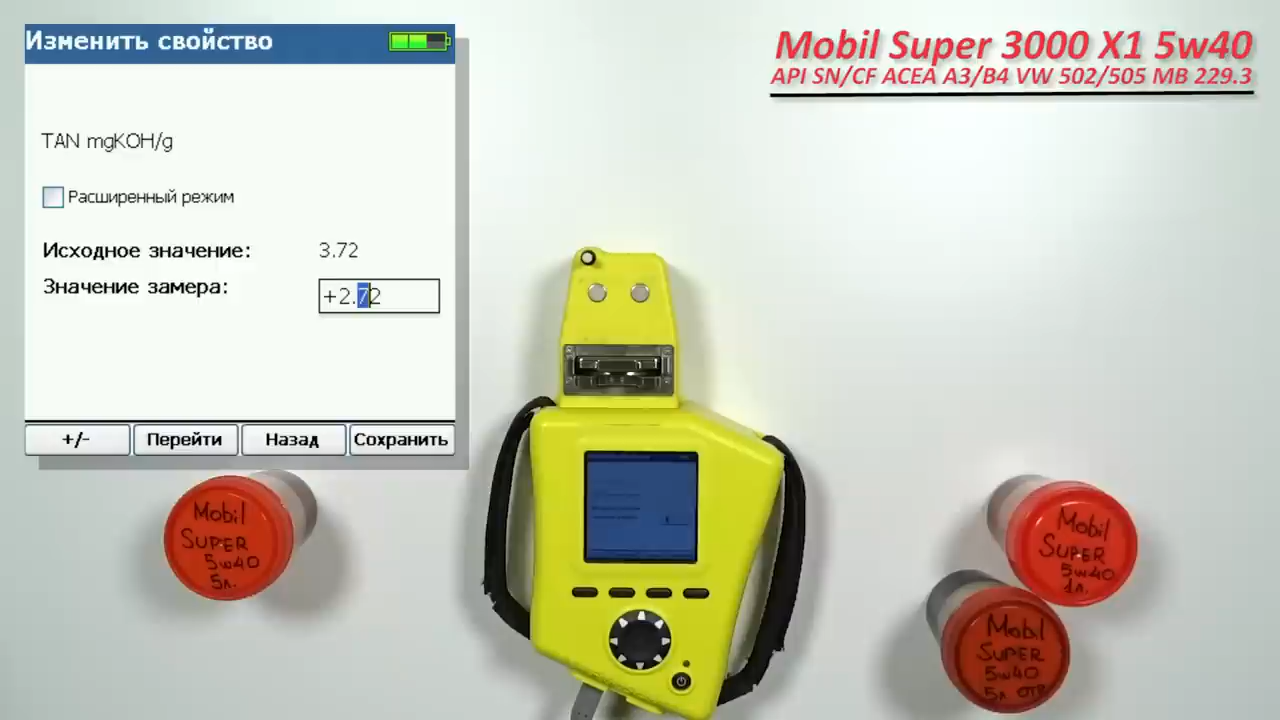 Изменить свойство
Mobil Super 3000 X1 5w40
API SN/CF ACEA A3/B4 VW 502/505 MB 229.3
TAN mgKOH/g
Расширенный режим
Исходное значение: 3.72
Значение замера: +2.72
+/- Перейти Назад Сохранить
Mobil
SUPER
5w40
5л.
Mobil
SUPER
5w40
1л.
Mobil
SUPER
5w40
5л ОТВ